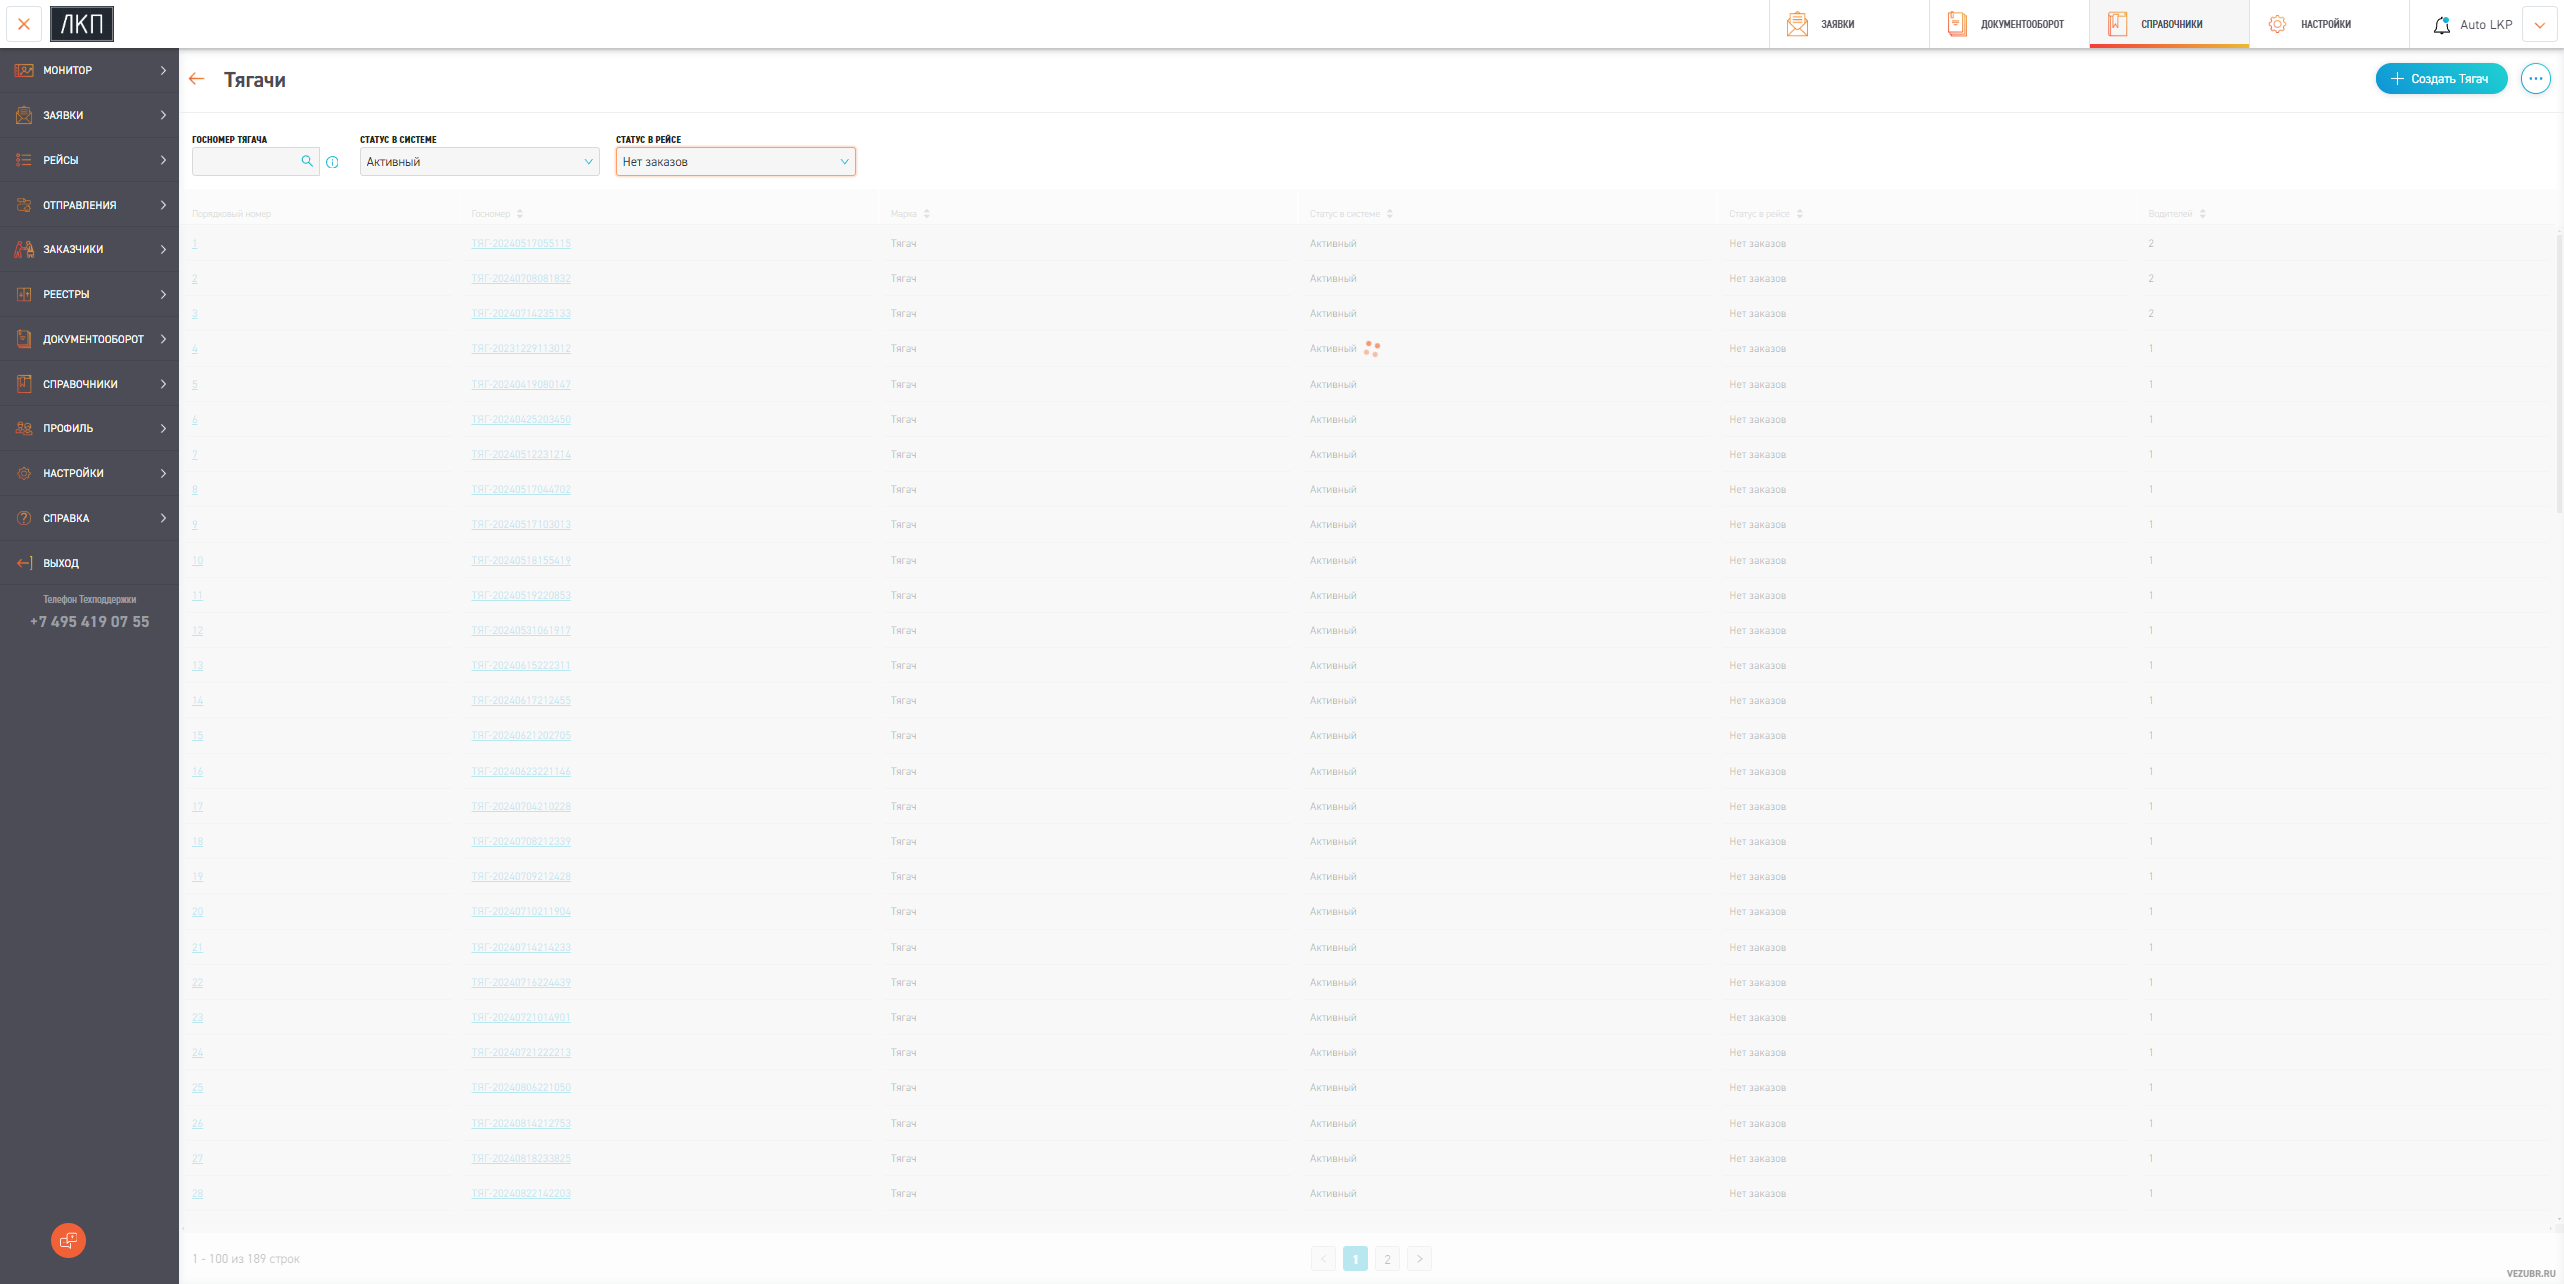 ЛКП
ЗАЯВКИ
ДОКУМЕНТООБОРОТ
СПРАВОЧНИКИ
НАСТРОЙКИ
Auto LKP
МОНИТОР
ЗАЯВКИ
РЕЙСЫ
ОТПРАВЛЕНИЯ
ЗАКАЗЧИКИ
РЕЕСТРЫ
ДОКУМЕНТООБОРОТ
СПРАВОЧНИКИ
ПРОФИЛЬ
НАСТРОЙКИ
СПРАВКА
ВЫХОД
Телефон Техподдержки
+7 495 419 07 55
Тягачи
Создать Тягач
ГОСНОМЕР ТЯГАЧА
СТАТУС В СИСТЕМЕ
Активный
СТАТУС В РЕЙСЕ
Нет заказов
Порядковый номер Госномер Марка Статус в системе Статус в рейсе Водителей
1 ТЯГ-20240517055115 Тягач Активный Нет заказов 2
2 ТЯГ-20240708081832 Тягач Активный Нет заказов 2
3 ТЯГ-20240714235133 Тягач Активный Нет заказов 2
4 ТЯГ-20231229113012 Тягач Активный Нет заказов 1
5 ТЯГ-20240419080147 Тягач Активный Нет заказов 1
6 ТЯГ-20240425203450 Тягач Активный Нет заказов 1
7 ТЯГ-20240512231214 Тягач Активный Нет заказов 1
8 ТЯГ-20240517044702 Тягач Активный Нет заказов 1
9 ТЯГ-20240517103013 Тягач Активный Нет заказов 1
10 ТЯГ-20240518155419 Тягач Активный Нет заказов 1
11 ТЯГ-20240519220853 Тягач Активный Нет заказов 1
12 ТЯГ-20240531061917 Тягач Активный Нет заказов 1
13 ТЯГ-20240615222311 Тягач Активный Нет заказов 1
14 ТЯГ-20240617212455 Тягач Активный Нет заказов 1
15 ТЯГ-20240621202705 Тягач Активный Нет заказов 1
16 ТЯГ-20240623221146 Тягач Активный Нет заказов 1
17 ТЯГ-20240704210228 Тягач Активный Нет заказов 1
18 ТЯГ-20240708212339 Тягач Активный Нет заказов 1
19 ТЯГ-20240709212428 Тягач Активный Нет заказов 1
20 ТЯГ-20240710211904 Тягач Активный Нет заказов 1
21 ТЯГ-20240714214233 Тягач Активный Нет заказов 1
22 ТЯГ-20240716224439 Тягач Активный Нет заказов 1
23 ТЯГ-20240721014901 Тягач Активный Нет заказов 1
24 ТЯГ-20240721222213 Тягач Активный Нет заказов 1
25 ТЯГ-20240806221050 Тягач Активный Нет заказов 1
26 ТЯГ-20240814212753 Тягач Активный Нет заказов 1
27 ТЯГ-20240818233825 Тягач Активный Нет заказов 1
28 ТЯГ-20240822142203 Тягач Активный Нет заказов 1
1 - 100 из 189 строк
1 2
VEZUBR.RU